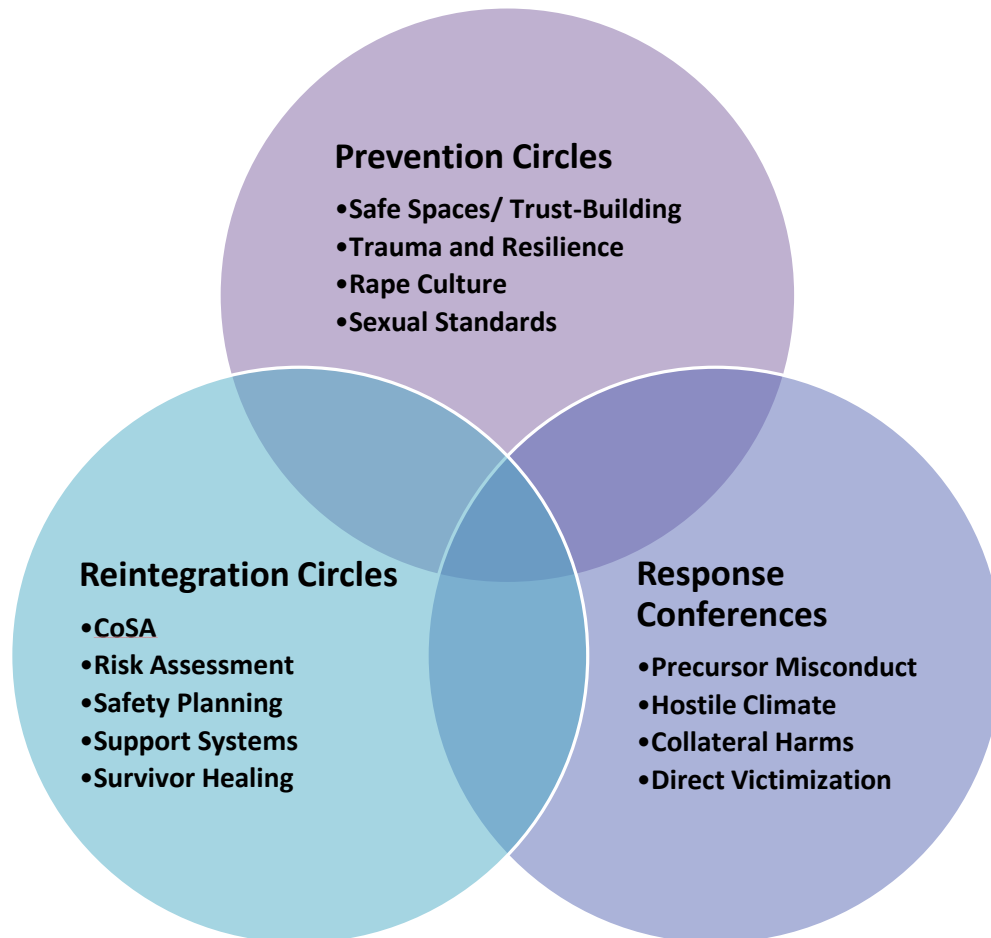 Prevention Circles
•Safe Spaces/ Trust-Building
•Trauma and Resilience
•Rape Culture
•Sexual Standards
Reintegration Circles
•CoSA
•Risk Assessment
•Safety Planning
•Support Systems
•Survivor Healing
Response
Conferences
•Precursor Misconduct
•Hostile Climate
•Collateral Harms
•Direct Victimization